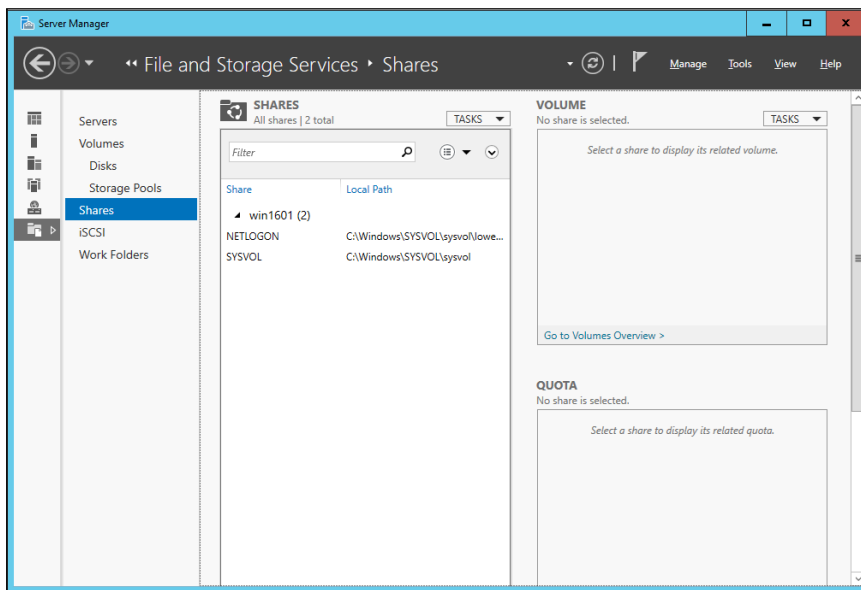 Server Manager
File and Storage Services
Shares
Manage
Tools
View
Help
Servers
Volumes
Disks
Storage Pools
Shares
iSCSI
Work Folders
SHARES
All shares | 2 total
TASKS
Filter
Share
Local Path
win1601 (2)
NETLOGON
C:\Windows\SYSVOL\sysvol\lowe...
SYSVOL
C:\Windows\SYSVOL\sysvol
VOLUME
No share is selected.
TASKS
Select a share to display its related volume.
Go to Volumes Overview >
QUOTA
No share is selected.
Select a share to display its related quota.